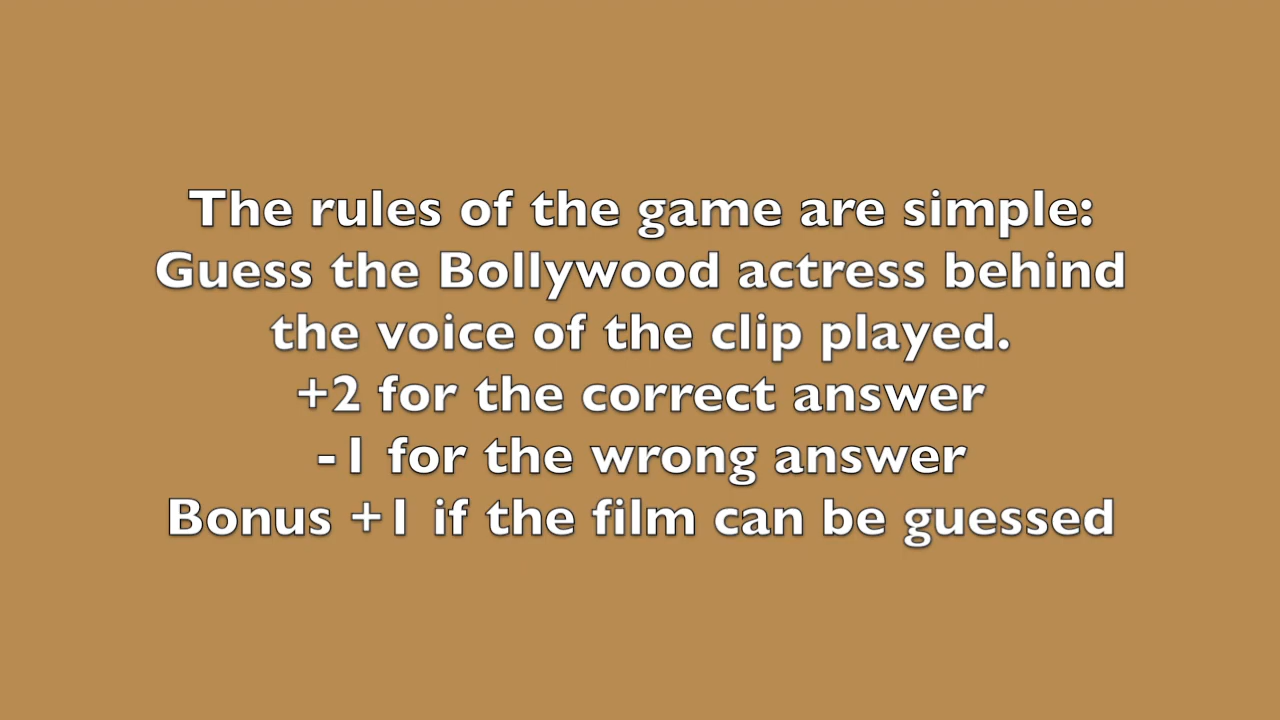 The rules of the game are simple:
Guess the Bollywood actress behind
the voice of the clip played.
+2 for the correct answer
-1 for the wrong answer
Bonus +1 if the film can be guessed